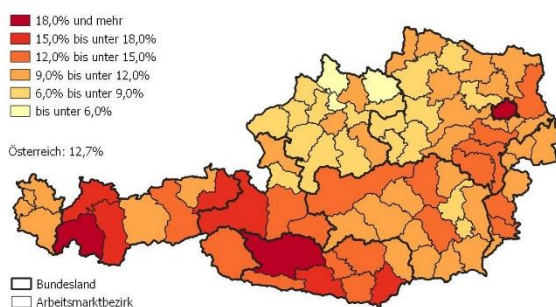 18,0% und mehr
15,0% bis unter 18,0%
12,0% bis unter 15,0%
9,0% bis unter 12,0%
6,0% bis unter 9,0%
bis unter 6,0%
Österreich: 12,7%
Bundesland
Arbeitsmarktbezirk